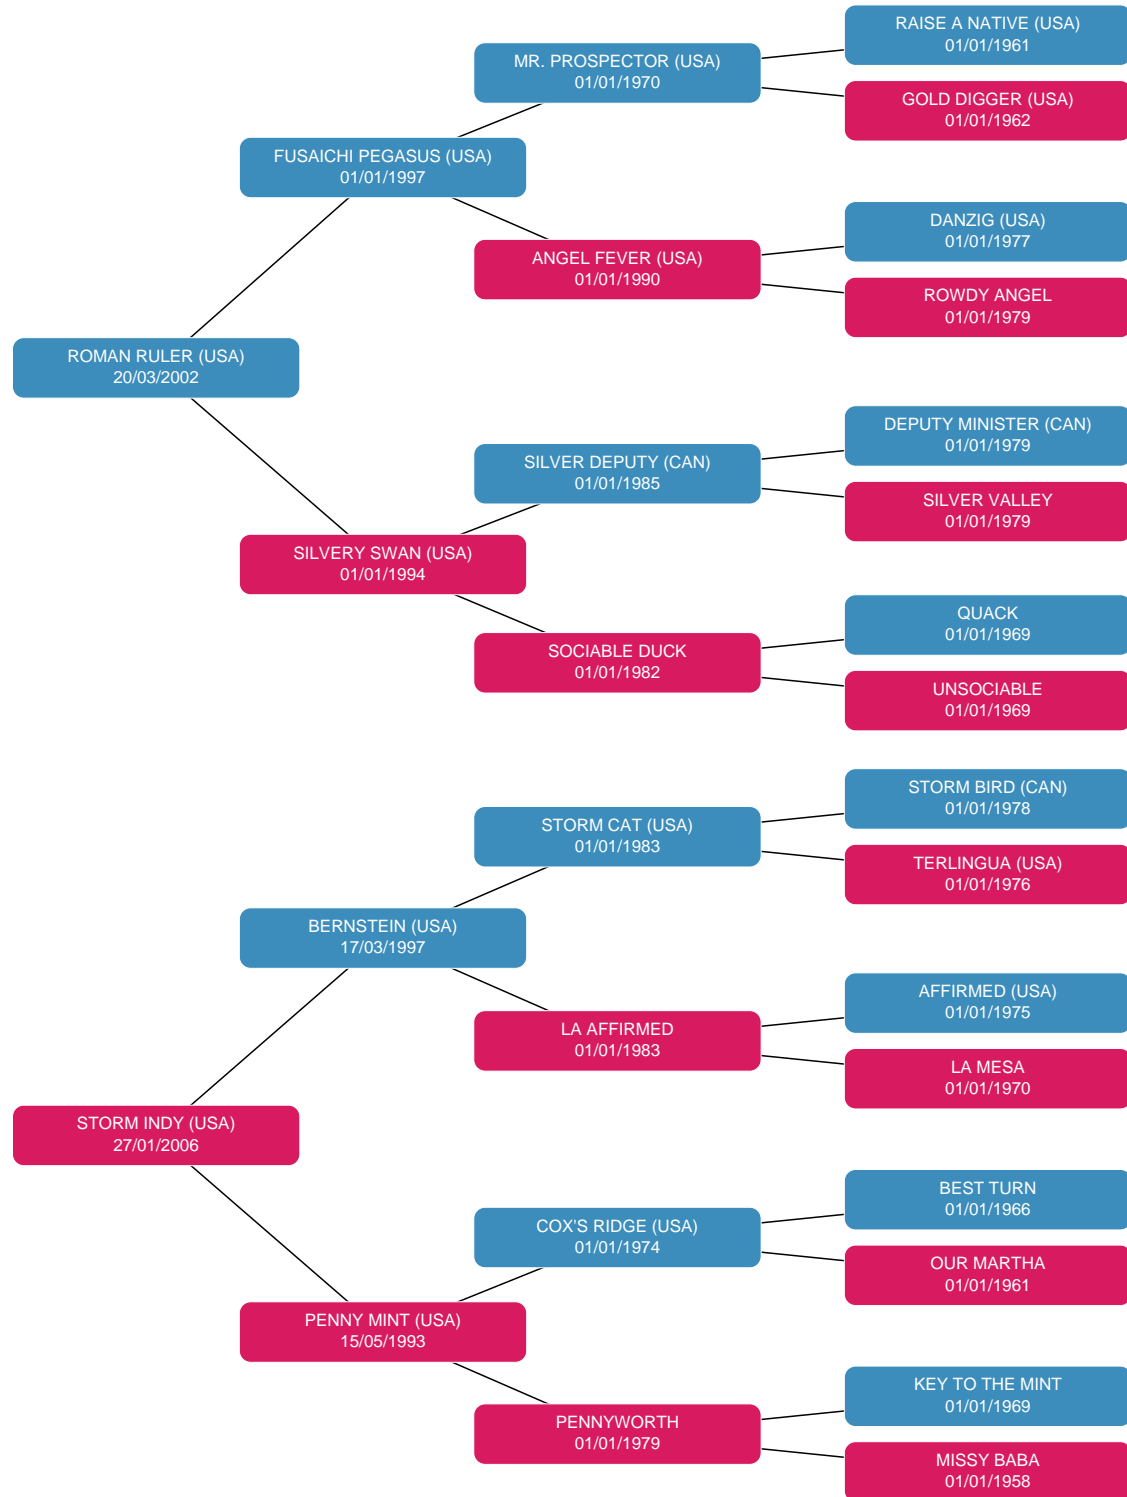 RAISE A NATIVE (USA)
01/01/1961
MR. PROSPECTOR (USA)
01/01/1970
GOLD DIGGER (USA)
01/01/1962
FUSAICHI PEGASUS (USA)
01/01/1997
DANZIG (USA)
01/01/1977
ANGEL FEVER (USA)
01/01/1990
ROWDY ANGEL
01/01/1979
ROMAN RULER (USA)
20/03/2002
DEPUTY MINISTER (CAN)
01/01/1979
SILVER DEPUTY (CAN)
01/01/1985
SILVER VALLEY
01/01/1979
SILVERY SWAN (USA)
01/01/1994
QUACK
01/01/1969
SOCIABLE DUCK
01/01/1982
UNSOCIABLE
01/01/1969
STORM BIRD (CAN)
01/01/1978
STORM CAT (USA)
01/01/1983
TERLINGUA (USA)
01/01/1976
BERNSTEIN (USA)
17/03/1997
AFFIRMED (USA)
01/01/1975
LA AFFIRMED
01/01/1983
LA MESA
01/01/1970
STORM INDY (USA)
27/01/2006
BEST TURN
01/01/1966
COX'S RIDGE (USA)
01/01/1974
OUR MARTHA
01/01/1961
PENNY MINT (USA)
15/05/1993
KEY TO THE MINT
01/01/1969
PENNYWORTH
01/01/1979
MISSY BABA
01/01/1958